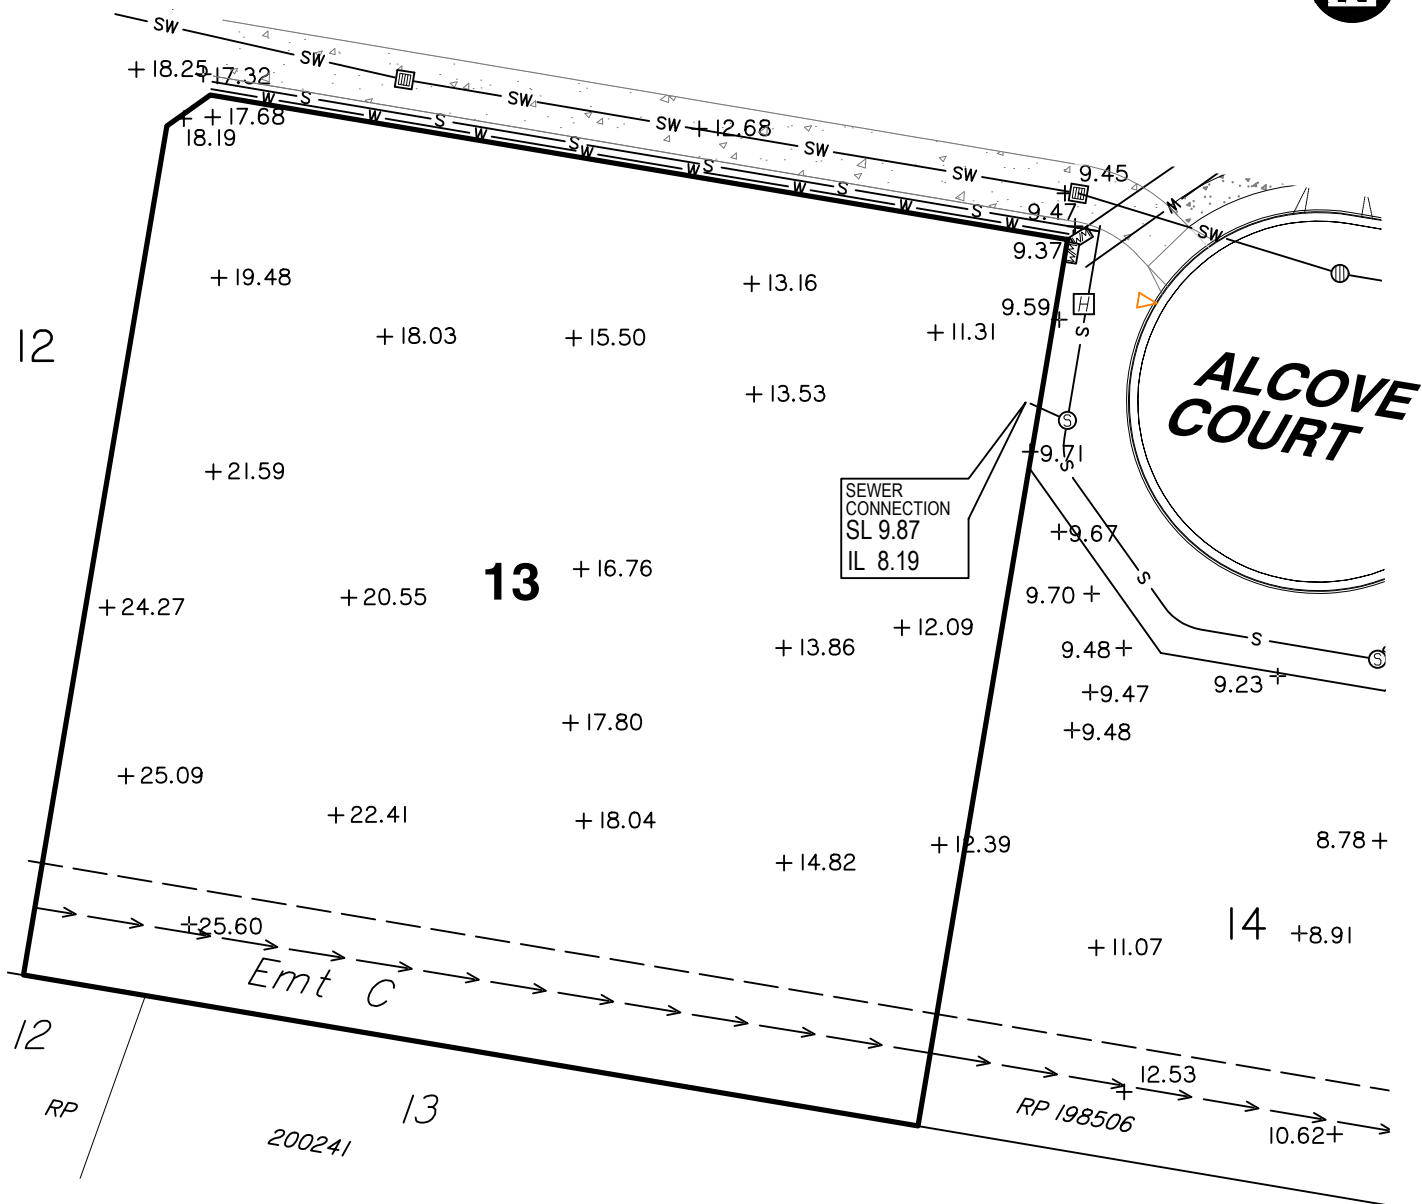 SW
+18.25
+17.32
SW
W S W S W S W W S W S W S W
SW
SW
+12.68
SW
SW
9.45
+17.68
18.19
9.47
9.37
W
SW
+19.48
+13.16
9.59
H
S
12
+18.03
+15.50
+11.31
ALCOVE
COURT
+13.53
S
+9.71
S
+21.59
SEWER
CONNECTION
SL 9.87
IL 8.19
+9.67
13
+16.76
S
+24.27
+20.55
9.70+
+12.09
S
+13.86
9.48+
S
9.23
+9.47
+17.80
+9.48
+25.09
+22.41
+18.04
+12.39
8.78+
+14.82
14
+25.60
+8.91
+11.07
Emt C
12
12.53
RP
13
RP 198506
200241
10.62+